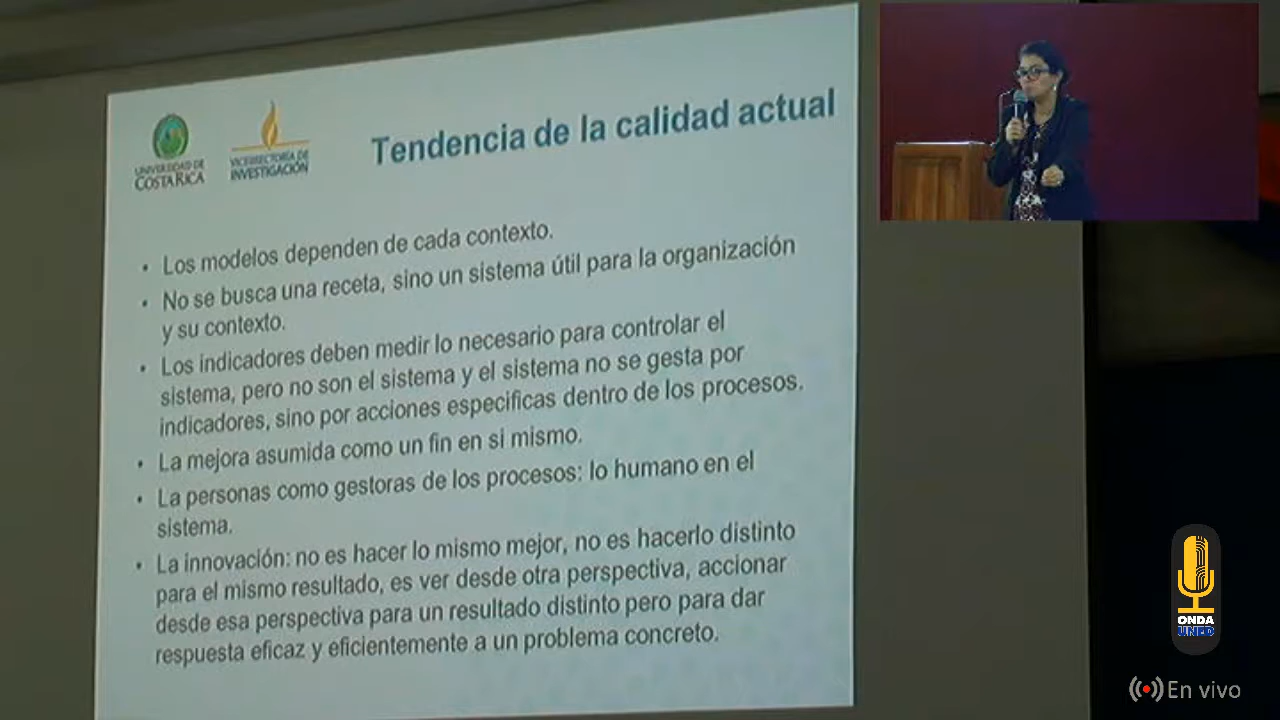 UNIVERSIDAD DE
COSTA RICA
VICERRECTORÍA DE
INVESTIGACIÓN
Tendencia de la calidad actual
• Los modelos dependen de cada contexto.
• No se busca una receta, sino un sistema útil para la organización
y su contexto.
• Los indicadores deben medir lo necesario para controlar el
sistema, pero no son el sistema y el sistema no se gesta por
indicadores, sino por acciones especificas dentro de los procesos.
• La mejora asumida como un fin en si mismo.
• La personas como gestoras de los procesos: lo humano en el
sistema.
• La innovación: no es hacer lo mismo mejor, no es hacerlo distinto
para el mismo resultado, es ver desde otra perspectiva, accionar
desde esa perspectiva para un resultado distinto pero para dar
respuesta eficaz y eficientemente a un problema concreto.
ONDA
UNED
En vivo